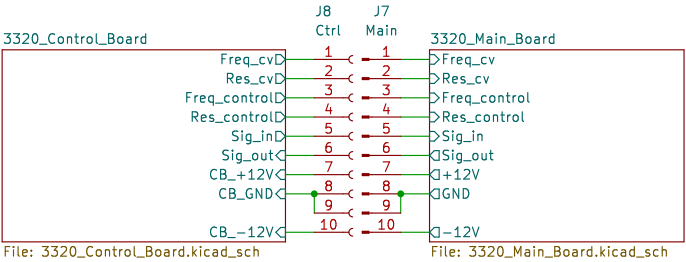 J8 J7
3320_Control_Board Ctrl Main 3320_Main_Board
Freq_cv 1 1 Freq_cv
Res_cv 2 2 Res_cv
Freq_control 3 3 Freq_control
Res_control 4 4 Res_control
Sig_in 5 5 Sig_in
Sig_out 6 6 Sig_out
CB_+12V 7 7 +12V
CB_GND 8 8 GND
9 9
CB_-12V 10 10 -12V
File: 3320_Control_Board.kicad_sch File: 3320_Main_Board.kicad_sch